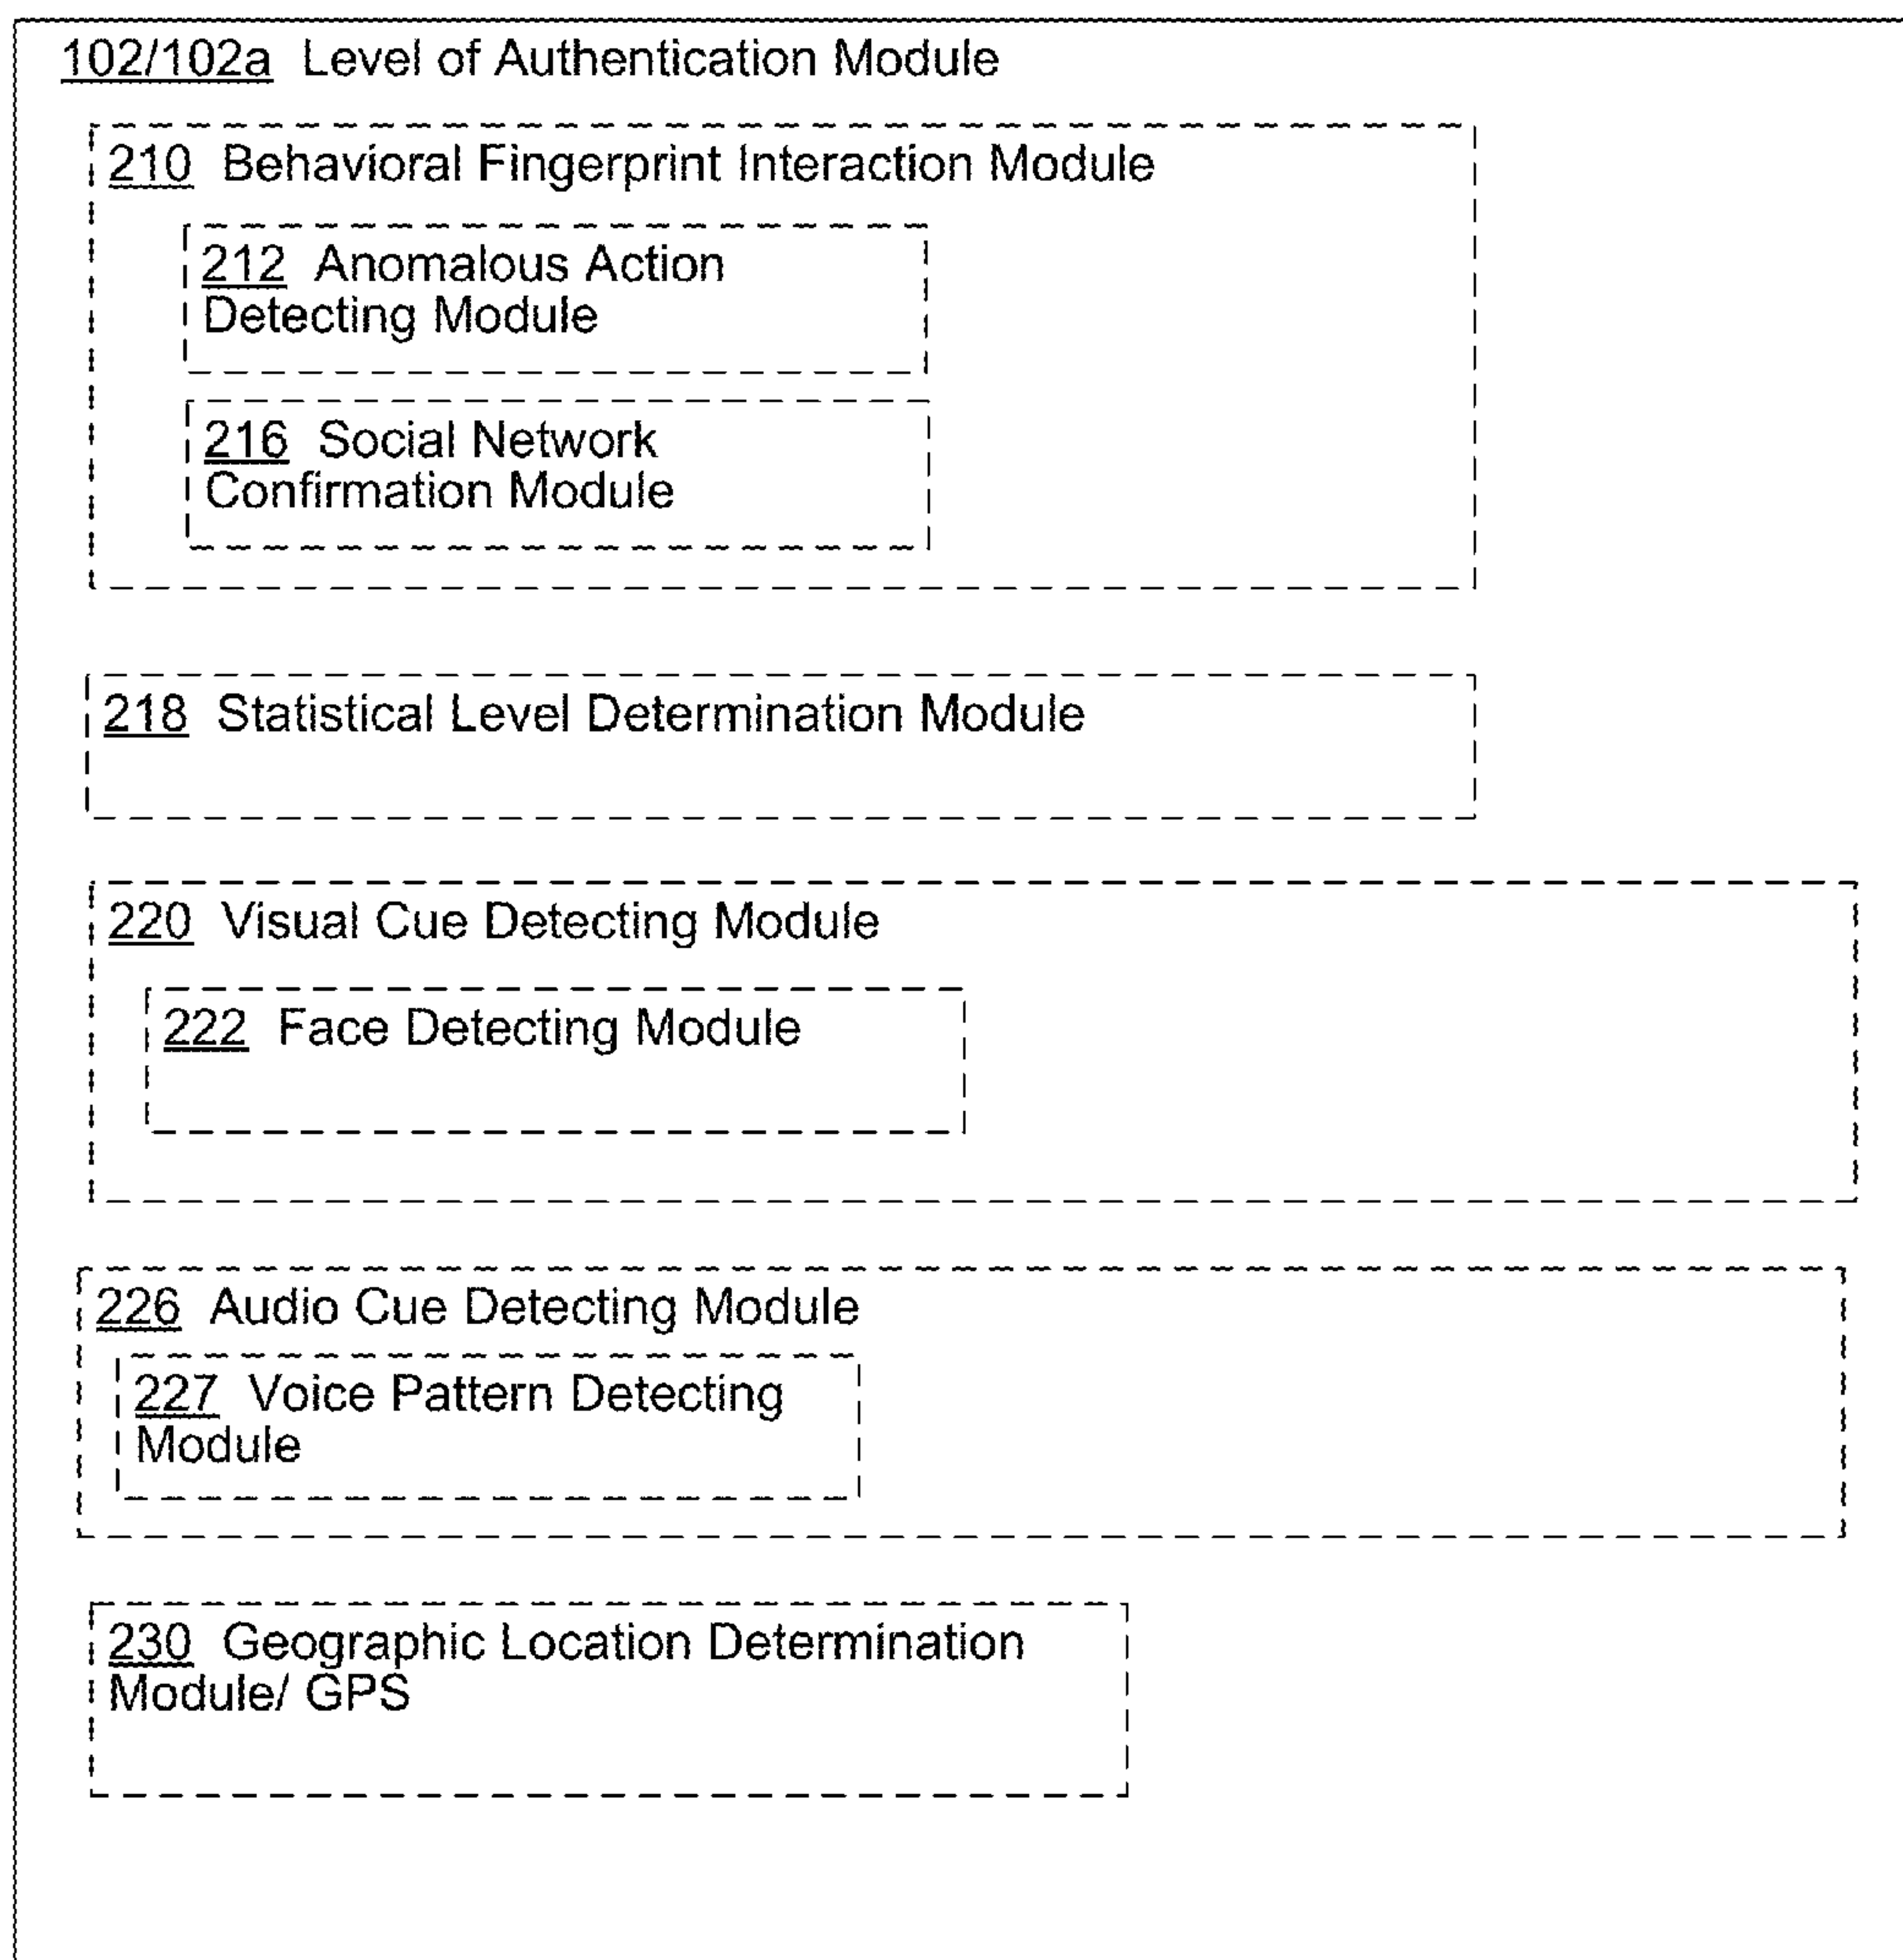 102/102a Level of Authentication Module
210 Behavioral Fingerprint Interaction Module
212 Anomalous Action
Detecting Module
216 Social Network
Confirmation Module
218 Statistical Level Determination Module
220 Visual Cue Detecting Module
222 Face Detecting Module
226 Audio Cue Detecting Module
227 Voice Pattern Detecting
Module
230 Geographic Location Determination
Module/ GPS